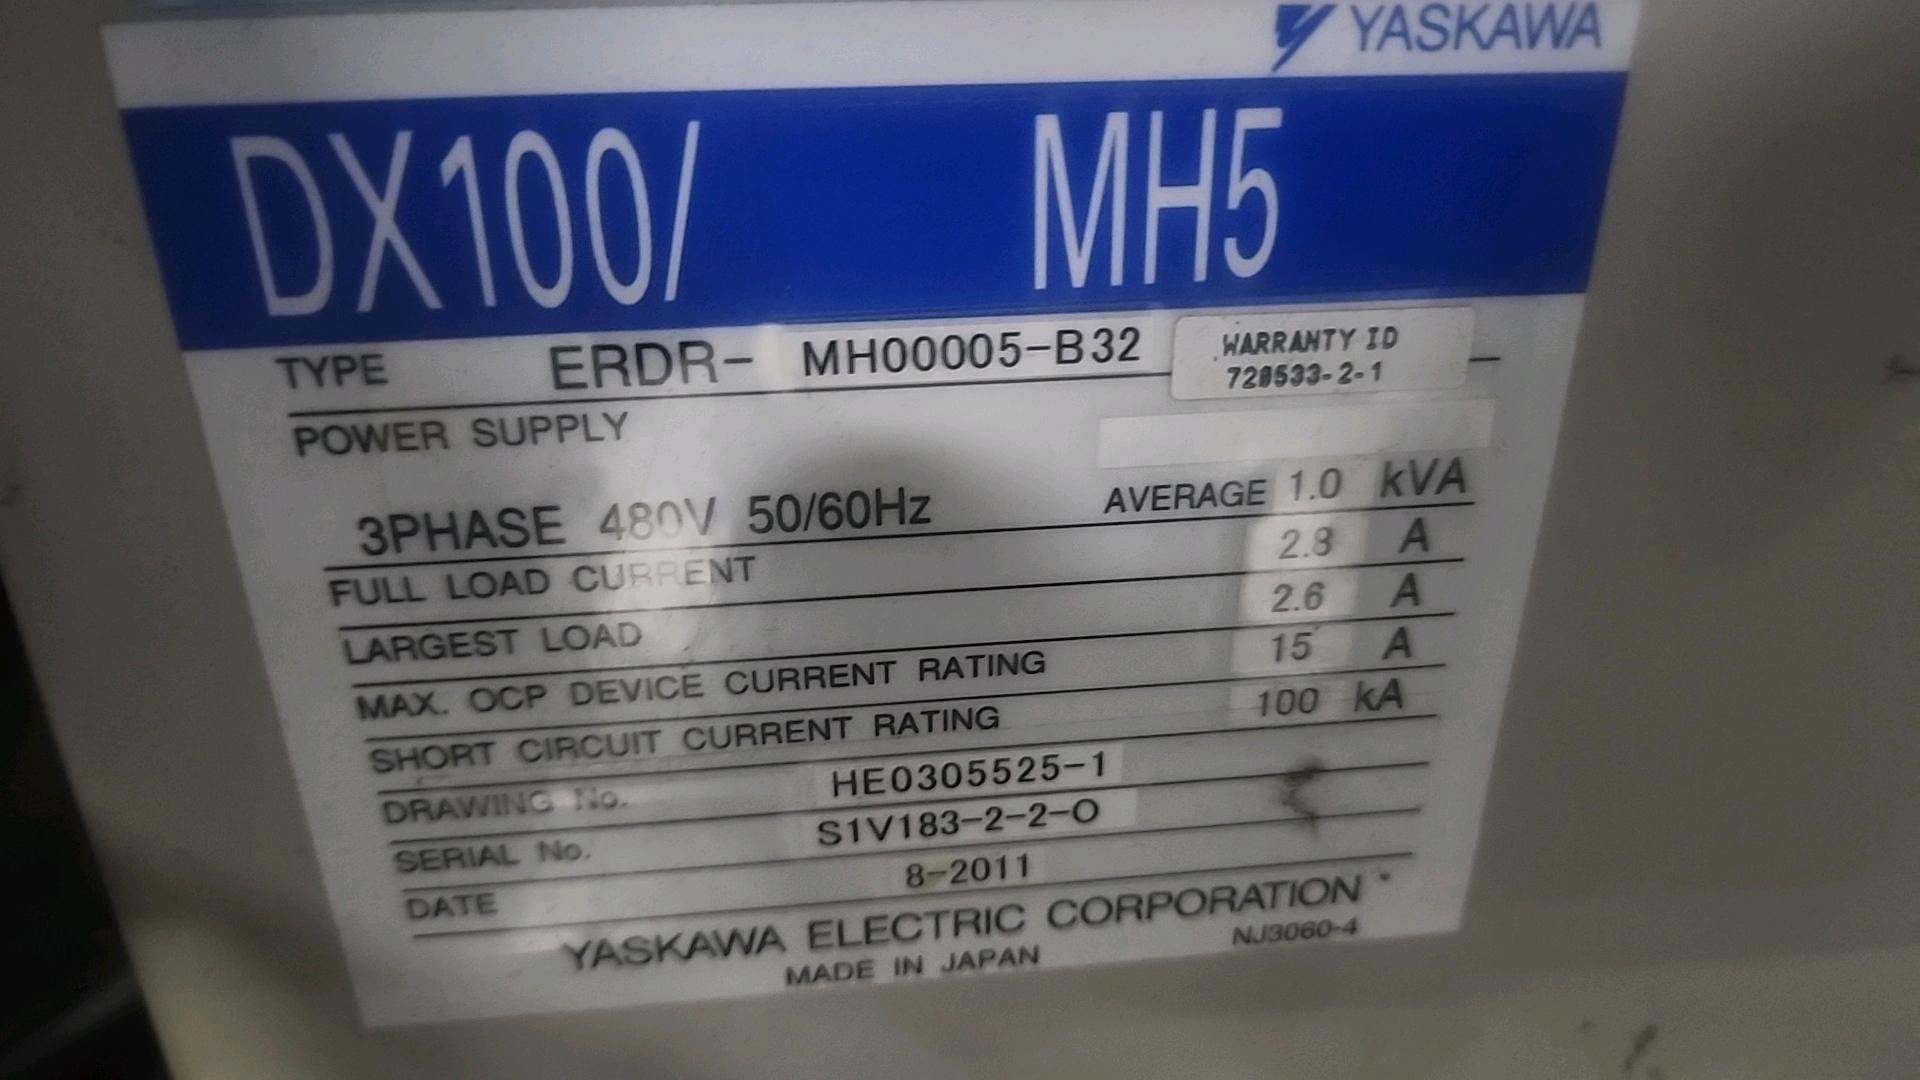 YASKAWA
DX100/ MH5
TYPE ERDR- MH00005-B32
WARRANTY ID
728533-2-1
POWER SUPPLY
3PHASE 480V 50/60Hz AVERAGE 1.0 kVA
FULL LOAD CURRENT 2.8 A
LARGEST LOAD 2.6 A
MAX. OCP DEVICE CURRENT RATING 15 A
SHORT CIRCUIT CURRENT RATING 100 kA
DRAWING No. HE0305525-1
SERIAL No. S1V183-2-2-0
DATE 8-2011
YASKAWA ELECTRIC CORPORATION
MADE IN JAPAN NJ3060-4